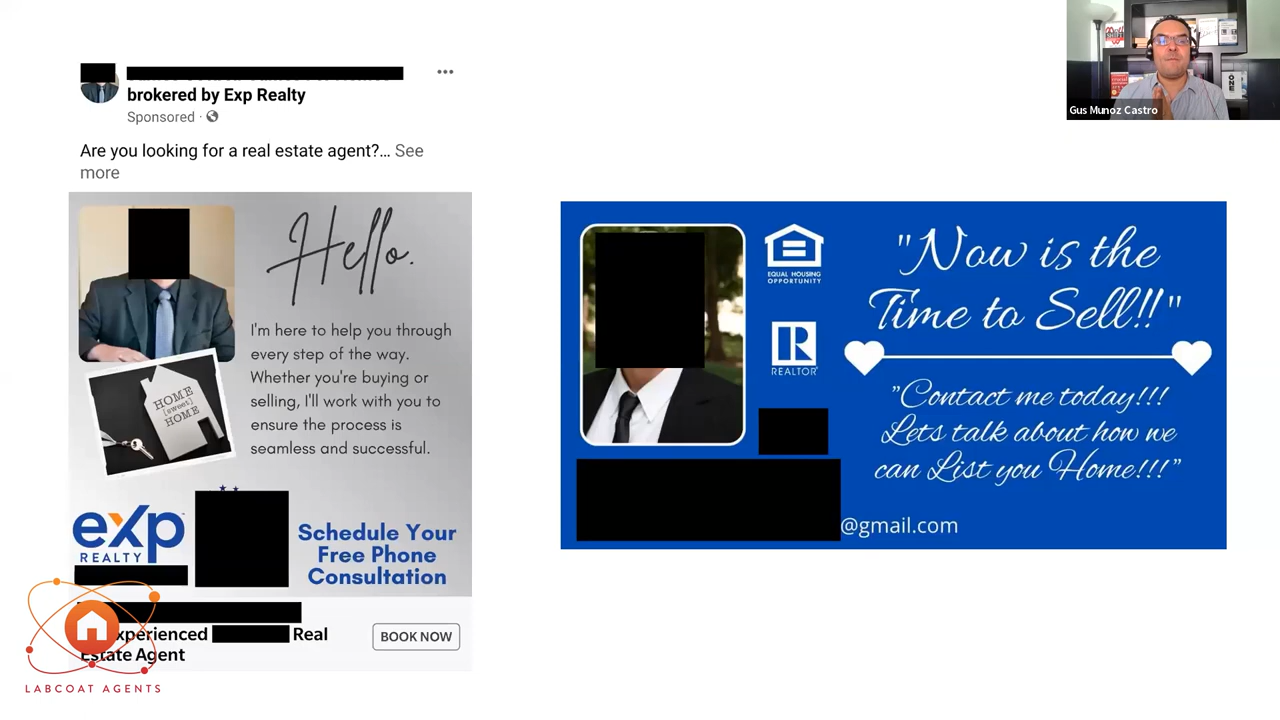 brokered by Exp Realty
Sponsored ·
Are you looking for a real estate agent?... See
more
Hello.
I'm here to help you through
every step of the way.
Whether you're buying or
selling, I'll work with you to
ensure the process is
seamless and successful.
HOME
[sweet]
HOME
exp
REALTY
Schedule Your
Free Phone
Consultation
xperienced Real
Estate Agent
BOOK NOW
LABCOAT AGENTS
EQUAL HOUSING
OPPORTUNITY
R
REALTOR®
"Now is the
Time to Sell!!"
"Contact me today!!!
Lets talk about how we
can List you Home!!!"
@gmail.com
Gus Munoz Castro